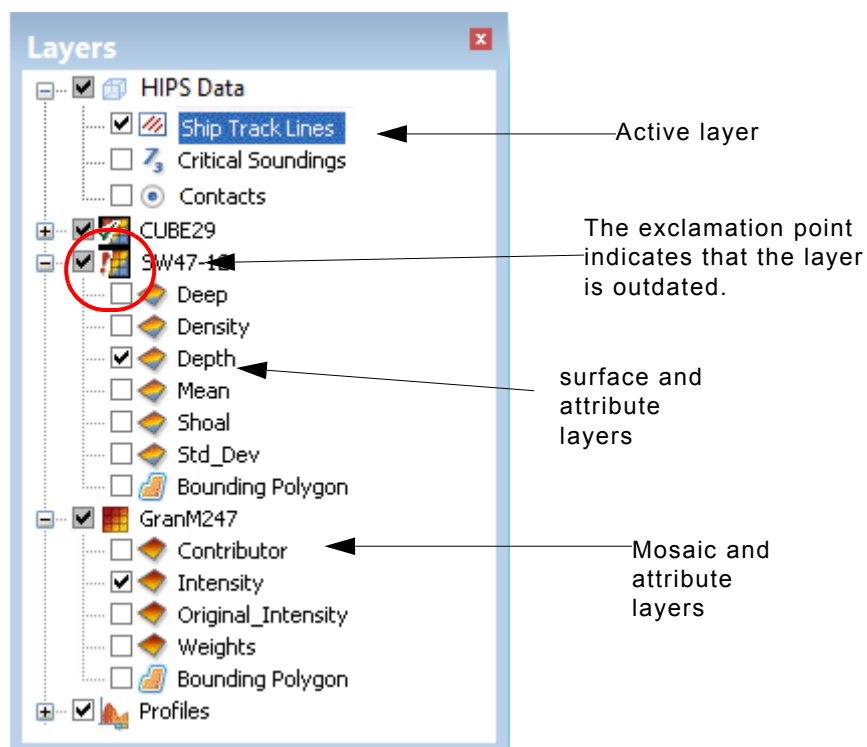 Layers
HIPS Data
Ship Track Lines
Critical Soundings
Contacts
CUBE29
Deep
Density
Depth
Mean
Shoal
Std_Dev
Bounding Polygon
GranM247
Contributor
Intensity
Original_Intensity
Weights
Bounding Polygon
Profiles
Active layer
The exclamation point
indicates that the layer
is outdated.
surface and
attribute
layers
Mosaic and
attribute
layers